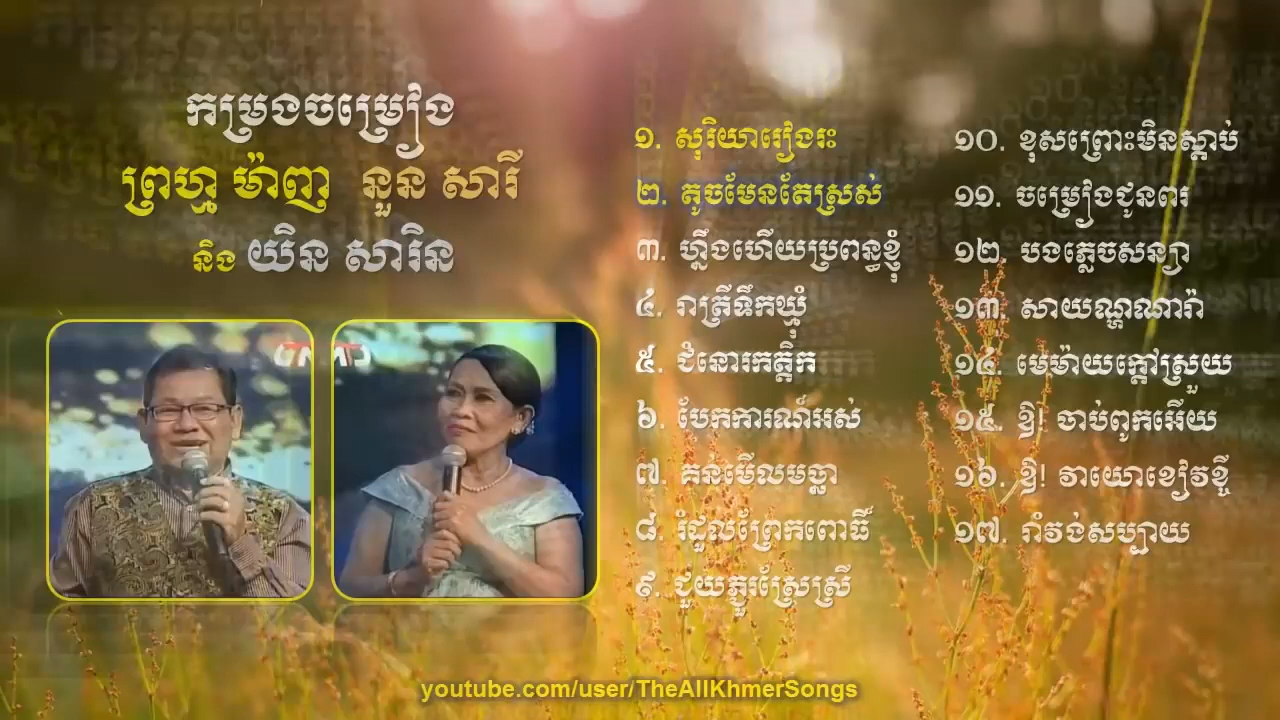 កម្រងចម្រៀង
ព្រហ្ម ម៉ាញ នួន សារី
និង យិន សារិន
១. សុរិយារៀងរះ
២. តូចមែនតែស្រស់
៣. ហ្នឹងហើយប្រពន្ធខ្ញុំ
៤. រាត្រីទឹកឃ្មុំ
៥. ជំនោរកត្តិក
៦. បែកការណ៍អស់
៧. គន់មើលមច្ឆា
៨. រំដួលព្រែកពោធិ៍
៩. ជួយភ្ជួរស្រែស្រី
១០. ខុសព្រោះមិនស្ដាប់
១១. ចម្រៀងជូនពរ
១២. បងភ្លេចសន្យា
១៣. សាយណ្ហណារ៉ា
១៤. មេម៉ាយក្ដៅស្រួយ
១៥. ឱ! ចាប់ពូកអើយ
១៦. ឱ! វាយោខៀវខ្ចី
១៧. រាំវង់សប្បាយ
youtube.com/user/TheAllKhmerSongs